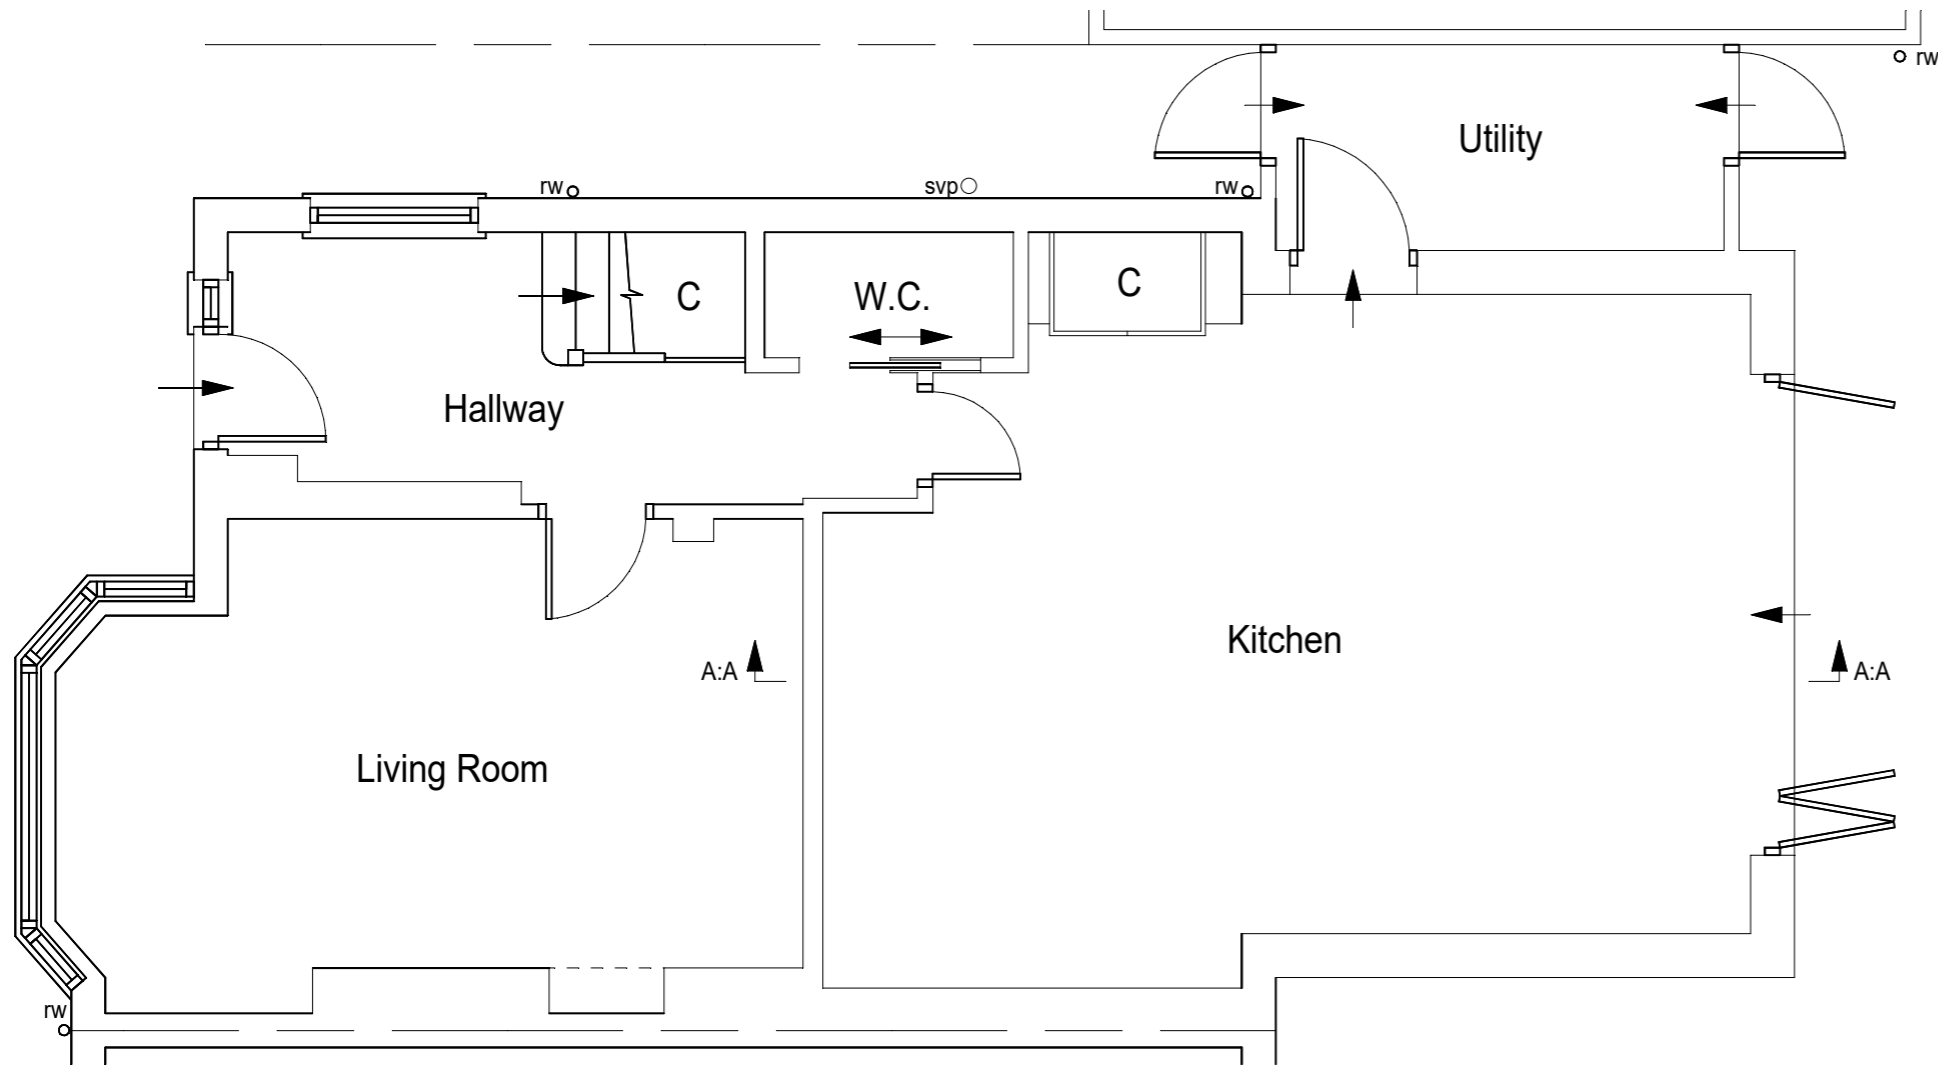 rw
Utility
rw
svp
rw
C
W.C.
C
Hallway
Kitchen
A:A
A:A
Living Room
rw